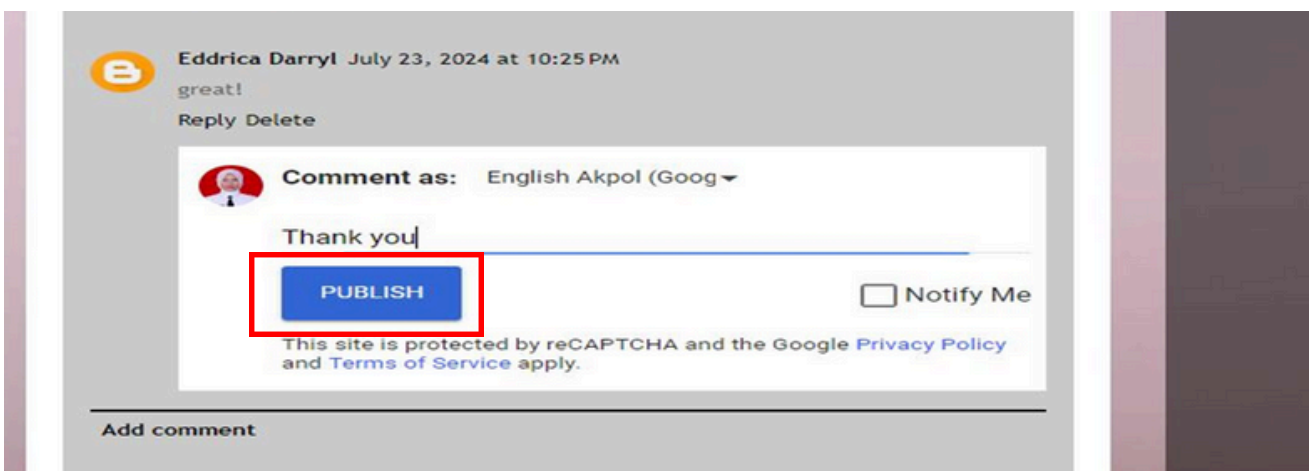 Eddrica Darryl July 23, 2024 at 10:25 PM
great!
Reply Delete
Comment as: English Akpol (Goog
Thank you
PUBLISH
Notify Me
This site is protected by reCAPTCHA and the Google Privacy Policy
and Terms of Service apply.
Add comment